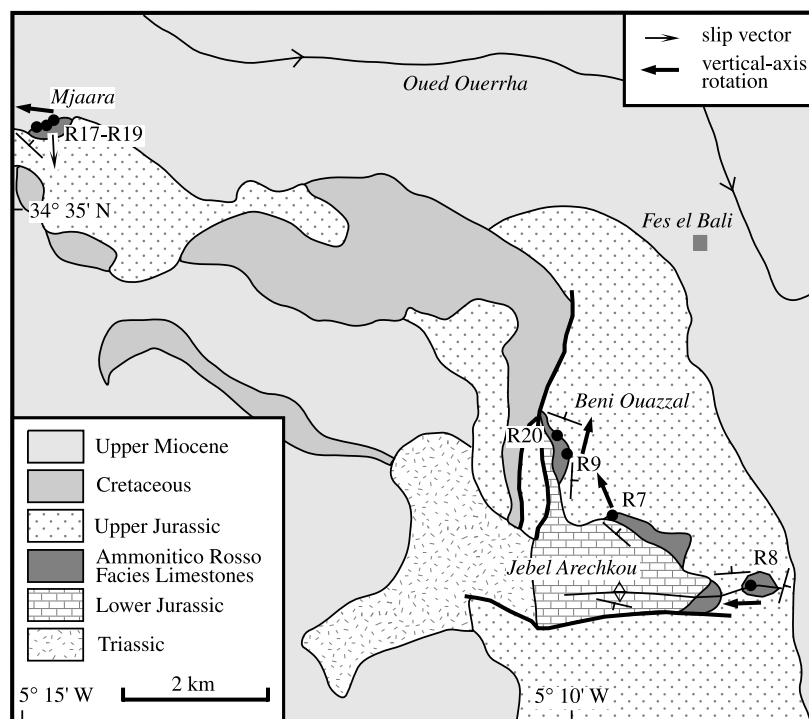 slip vector
vertical-axis
rotation
Oued Ouerrha
Mjaara
R17-R19
34° 35' N
Fes el Bali
Beni Ouazzal
R20
R9
R7
R8
Jebel Arechkou
Upper Miocene
Cretaceous
Upper Jurassic
Ammonitico Rosso
Facies Limestones
Lower Jurassic
Triassic
5° 15' W
2 km
5° 10' W